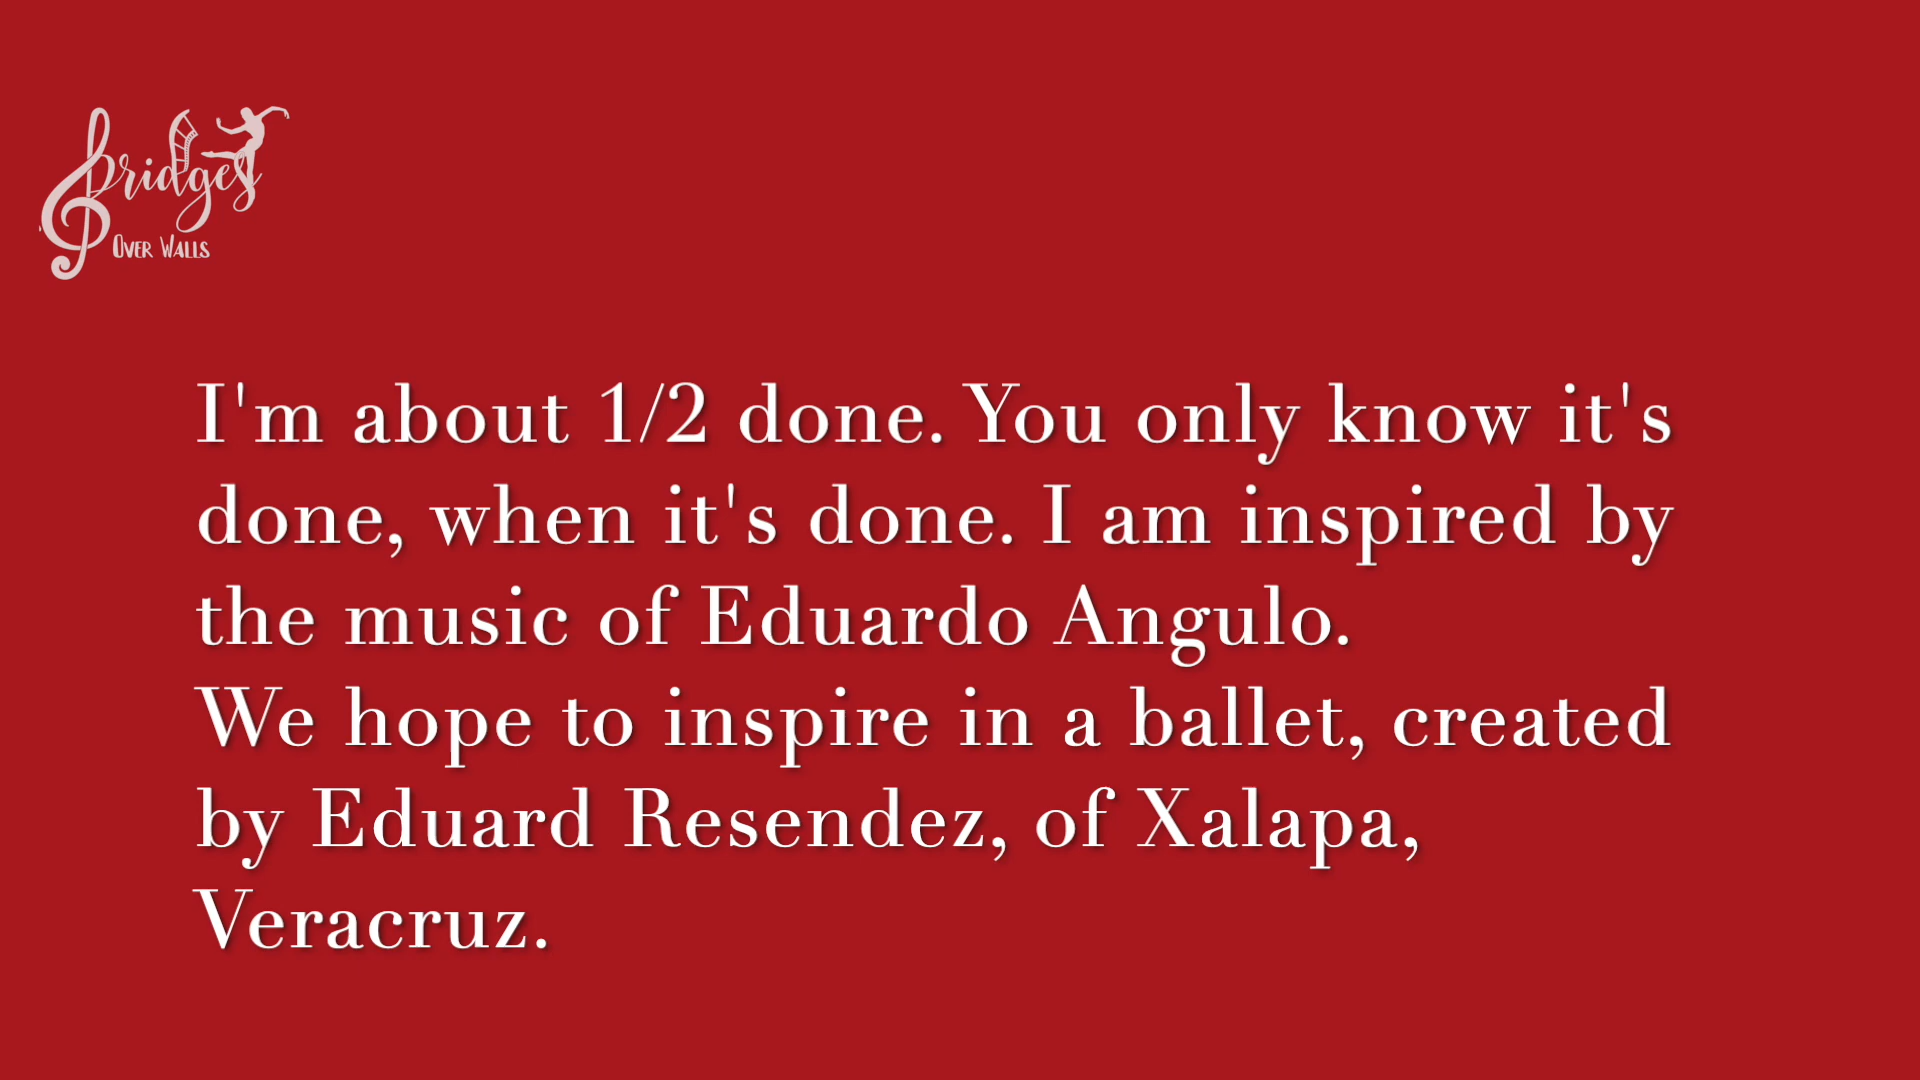 Bridges
Over Walls
I'm about 1/2 done. You only know it's
done, when it's done. I am inspired by
the music of Eduardo Angulo.
We hope to inspire in a ballet, created
by Eduard Resendez, of Xalapa,
Veracruz.